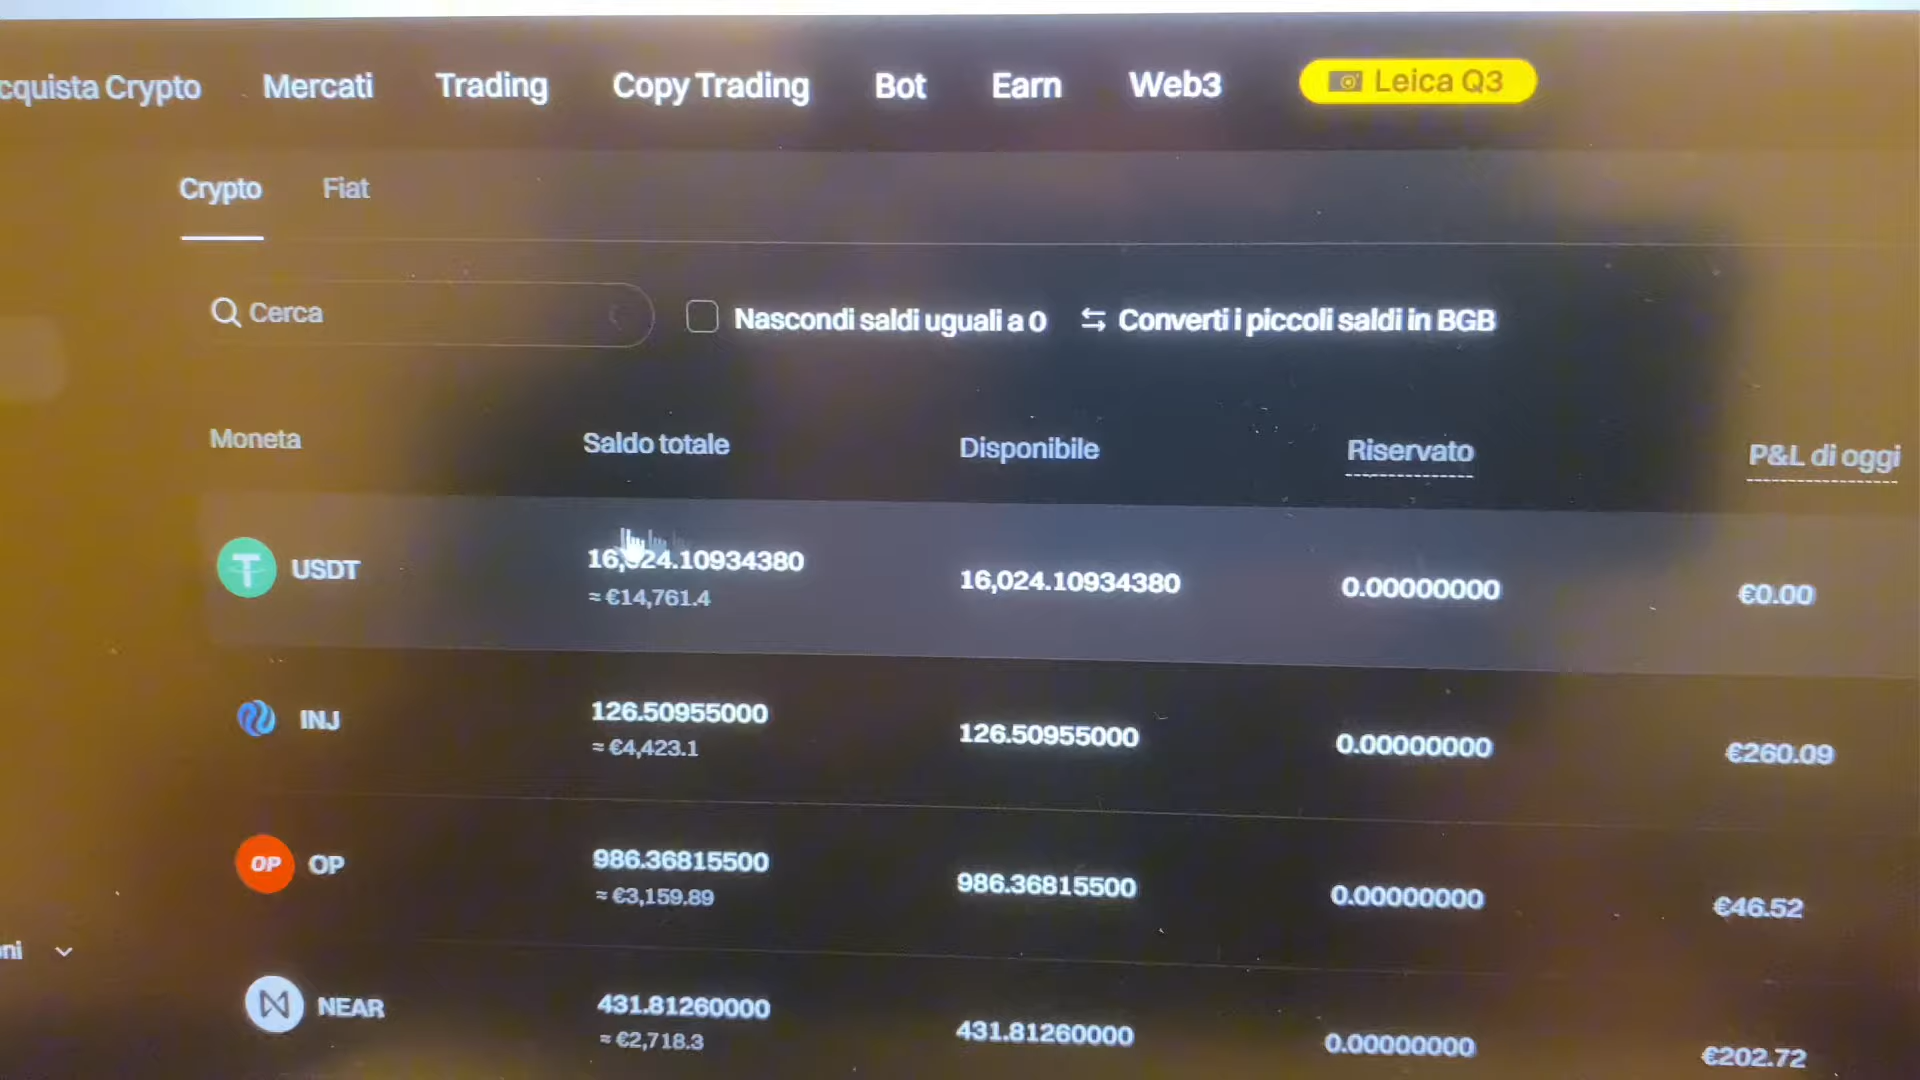 cquista Crypto Mercati Trading Copy Trading Bot Earn Web3 Leica Q3
Crypto Fiat
Cerca Nascondi saldi uguali a 0 Converti i piccoli saldi in BGB
Moneta Saldo totale Disponibile Riservato P&L di oggi
USDT 16,024.10934380 16,024.10934380 0.00000000 €0.00
≈ €14,761.4
INJ 126.50955000 126.50955000 0.00000000 €260.09
≈ €4,423.1
OP OP 986.36815500 986.36815500 0.00000000 €46.52
≈ €3,159.89
ni
NEAR 431.81260000 431.81260000 0.00000000 €202.72
≈ €2,718.3